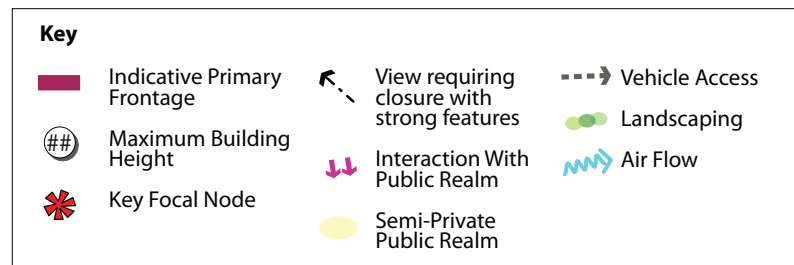 Key
Indicative Primary
Frontage
##
Maximum Building
Height
Key Focal Node
View requiring
closure with
strong features
Interaction With
Public Realm
Semi-Private
Public Realm
Vehicle Access
Landscaping
Air Flow